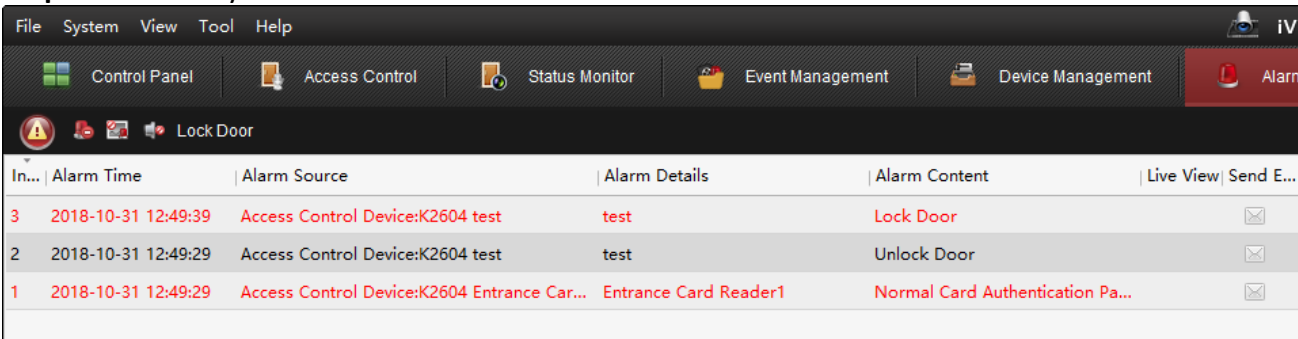 File System View Tool Help iV
Control Panel Access Control Status Monitor Event Management Device Management Alarm
Lock Door
In... Alarm Time Alarm Source Alarm Details Alarm Content Live View Send E...
3 2018-10-31 12:49:39 Access Control Device:K2604 test test Lock Door
2 2018-10-31 12:49:29 Access Control Device:K2604 test test Unlock Door
1 2018-10-31 12:49:29 Access Control Device:K2604 Entrance Car... Entrance Card Reader1 Normal Card Authentication Pa...